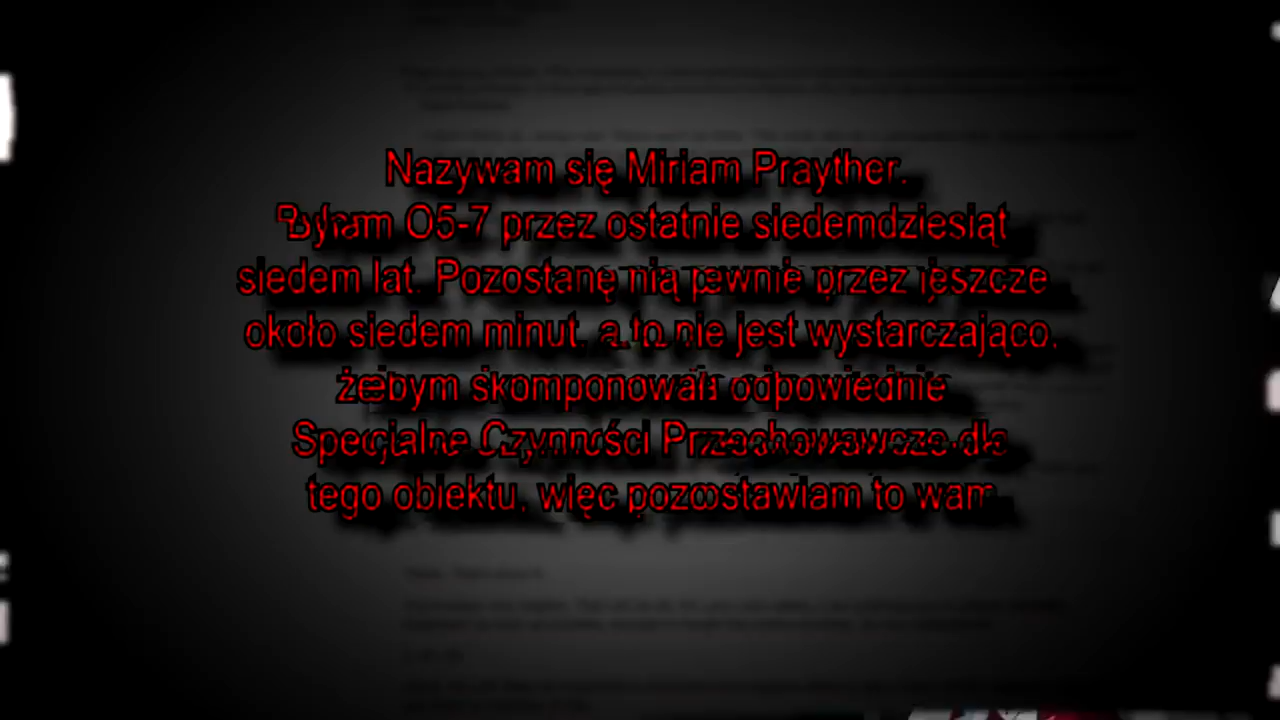 Nazywam się Miriam Prayther.
Byłam O5-7 przez ostatnie siedemdziesiąt
siedem lat. Pozostanę nią pewnie przez jeszcze
około siedem minut, a to nie jest wystarczająco,
żebym skomponowała odpowiednie
Specjalne Czynności Przechowawcze dla
tego obiektu, więc pozostawiam to wam